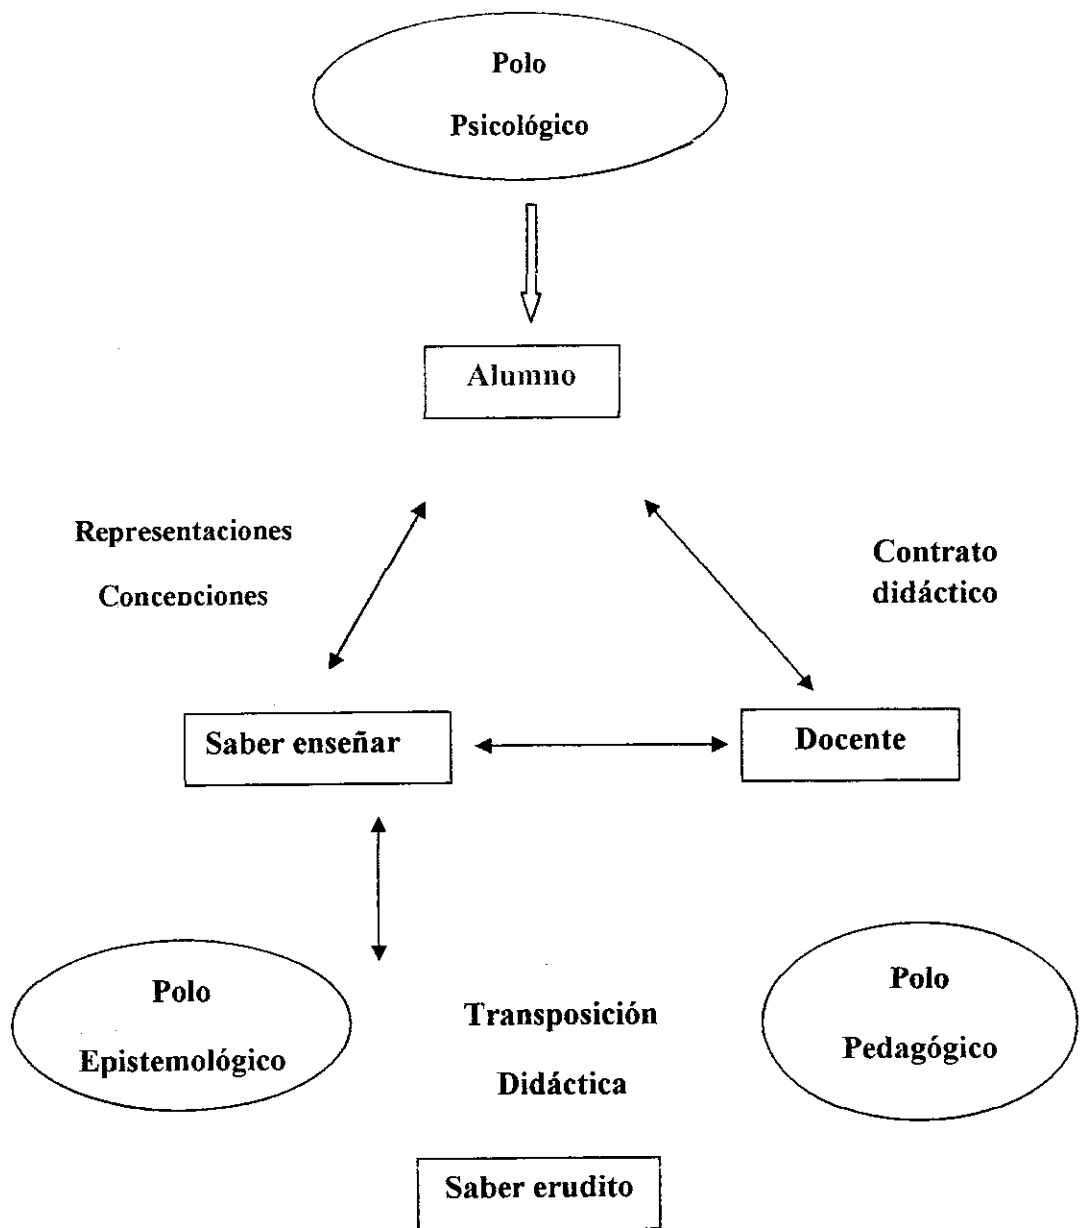 Polo
Psicológico
Alumno
Representaciones
Concepciones
Contrato
didáctico
Saber enseñar
Docente
Polo
Epistemológico
Transposición
Didáctica
Polo
Pedagógico
Saber erudito